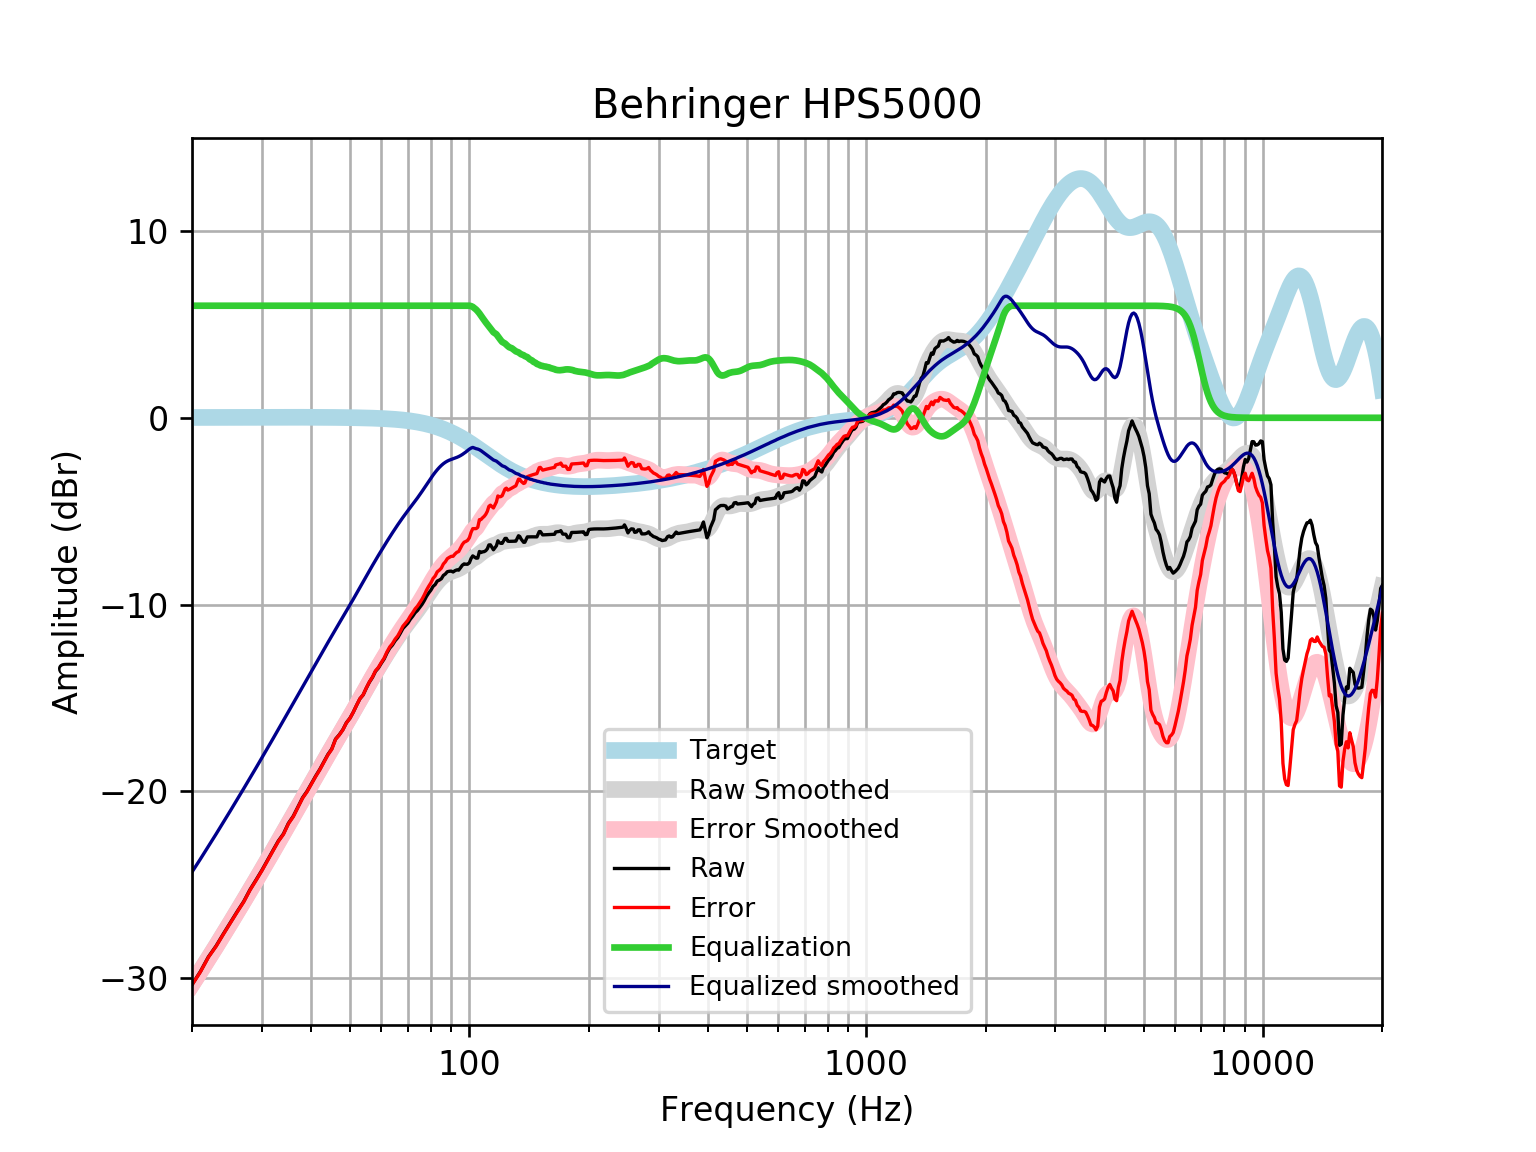 Behringer HPS5000
Amplitude (dBr)
10
0
−10
−20
−30
Target
Raw Smoothed
Error Smoothed
Raw
Error
Equalization
Equalized smoothed
100
1000
10000
Frequency (Hz)